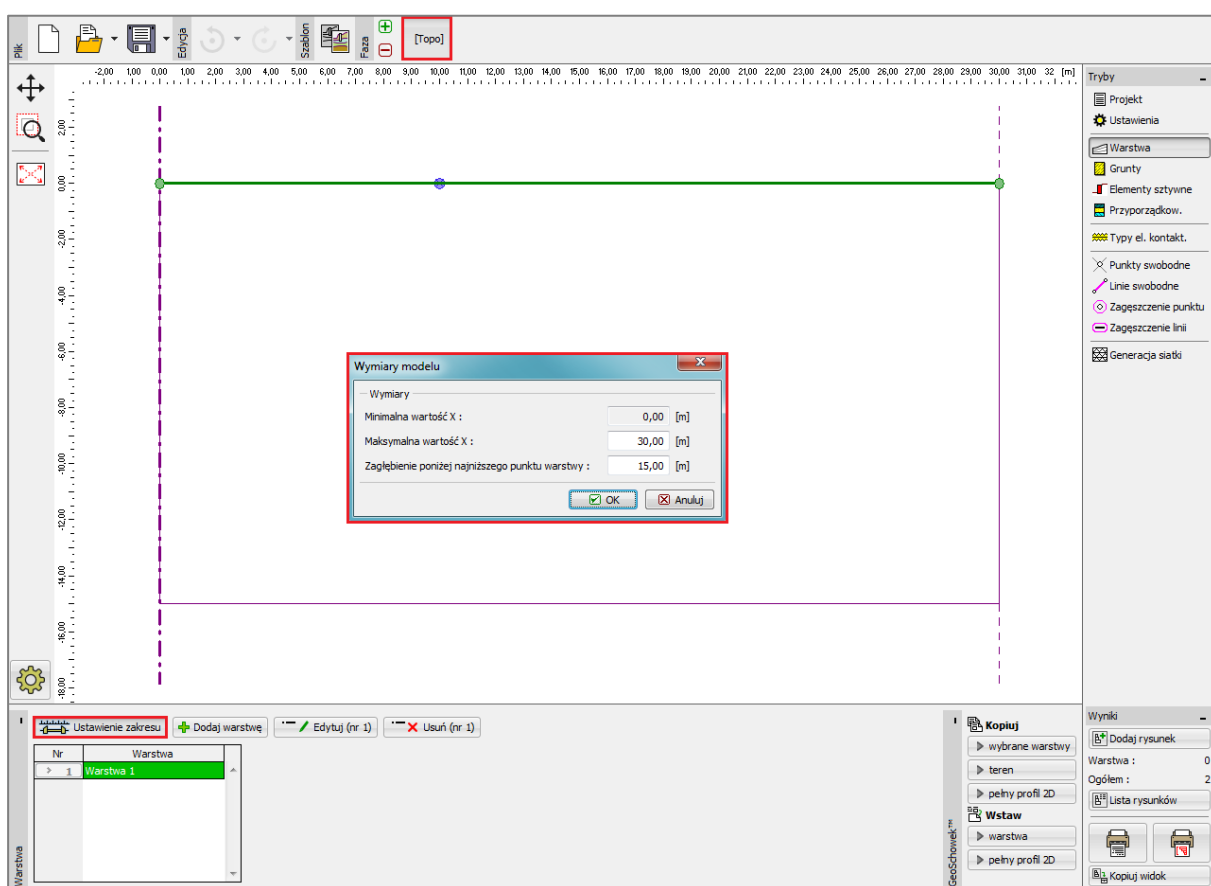 Plik
Edycja
Szablon
Faza
[Topo]
-2,00 1,00 0,00 1,00 2,00 3,00 4,00 5,00 6,00 7,00 8,00 9,00 10,00 11,00 12,00 13,00 14,00 15,00 16,00 17,00 18,00 19,00 20,00 21,00 22,00 23,00 24,00 25,00 26,00 27,00 28,00 29,00 30,00 31,00 32 [m]
2,00
0,00
-2,00
-4,00
-6,00
-8,00
-10,00
-12,00
-14,00
-16,00
-18,00
Tryby
Projekt
Ustawienia
Warstwa
Grunty
Elementy sztywne
Przyporządkow.
Typy el. kontakt.
Punkty swobodne
Linie swobodne
Zagęszczenie punktu
Zagęszczenie linii
Generacja siatki
Wymiary modelu
Wymiary
Minimalna wartość X : 0,00 [m]
Maksymalna wartość X : 30,00 [m]
Zagłębienie poniżej najniższego punktu warstwy : 15,00 [m]
OK Anuluj
Ustawienie zakresu Dodaj warstwę Edytuj (nr 1) Usuń (nr 1)
Nr Warstwa
1 Warstwa 1
Warstwa
GeoSchowek™
Kopiuj
wybrane warstwy
teren
pełny profil 2D
Wstaw
warstwa
pełny profil 2D
Wyniki
Dodaj rysunek
Warstwa : 0
Ogółem : 2
Lista rysunków
Kopiuj widok